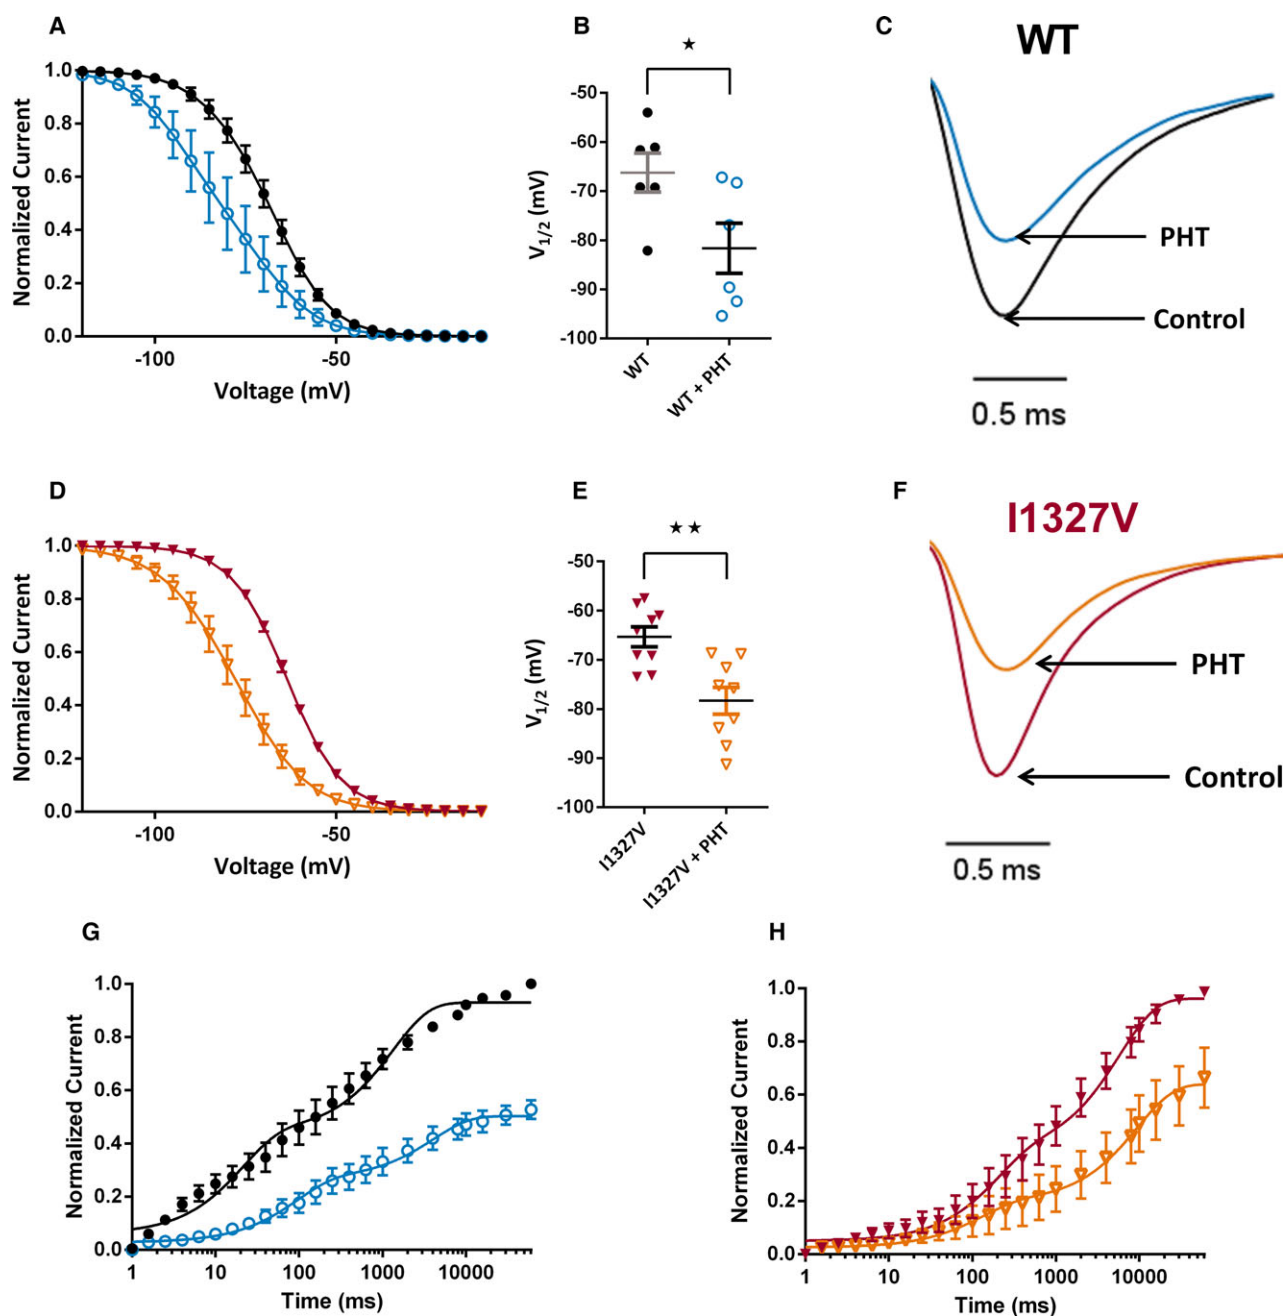 A
Normalized Current
1.0
0.8
0.6
0.4
0.2
0.0
-100
-50
Voltage (mV)
B
★
V1/2 (mV)
-50
-60
-70
-80
-90
-100
WT
WT + PHT
C
WT
PHT
Control
0.5 ms
D
Normalized Current
1.0
0.8
0.6
0.4
0.2
0.0
-100
-50
Voltage (mV)
E
★★
V1/2 (mV)
-50
-60
-70
-80
-90
-100
I1327V
I1327V + PHT
F
I1327V
PHT
Control
0.5 ms
G
Normalized Current
1.0
0.8
0.6
0.4
0.2
0.0
1
10
100
1000
10000
Time (ms)
H
Normalized Current
1.0
0.8
0.6
0.4
0.2
0.0
1
10
100
1000
10000
Time (ms)